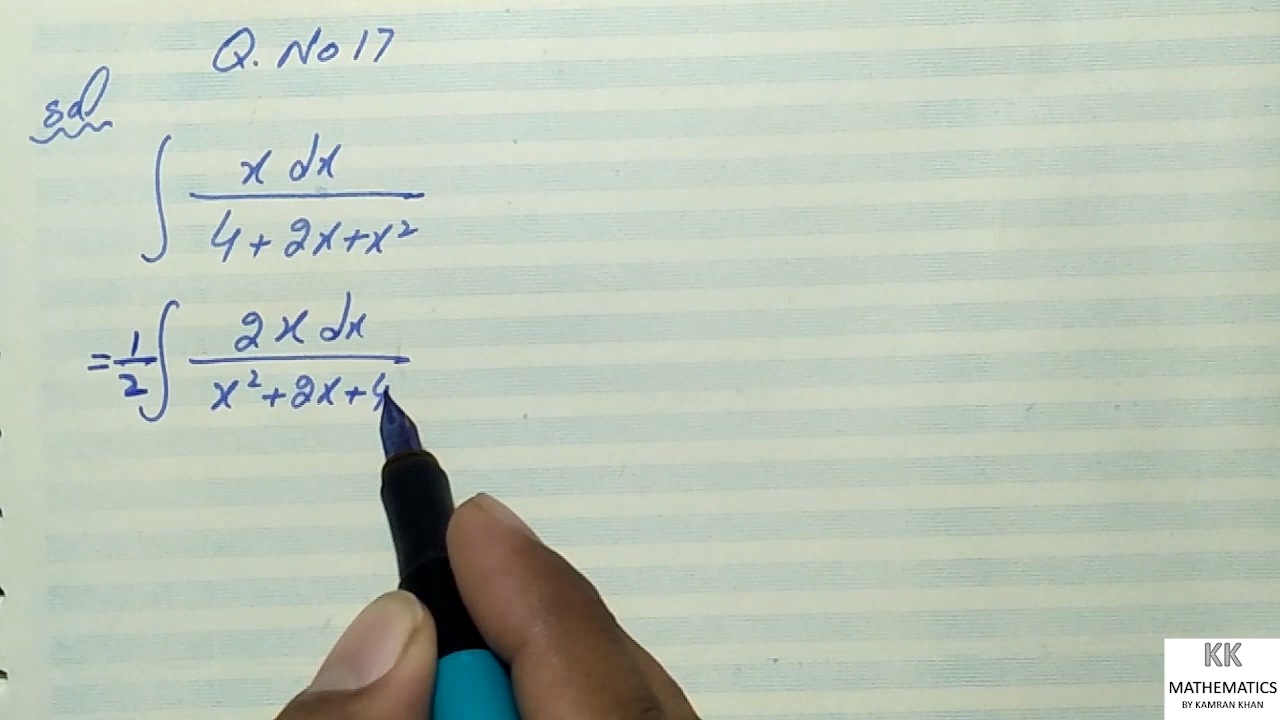 Q. No 17
sol
∫ x dx / 4 + 2x + x²
= 1/2 ∫ 2x dx / x² + 2x + 4
KK
MATHEMATICS
BY KAMRAN KHAN